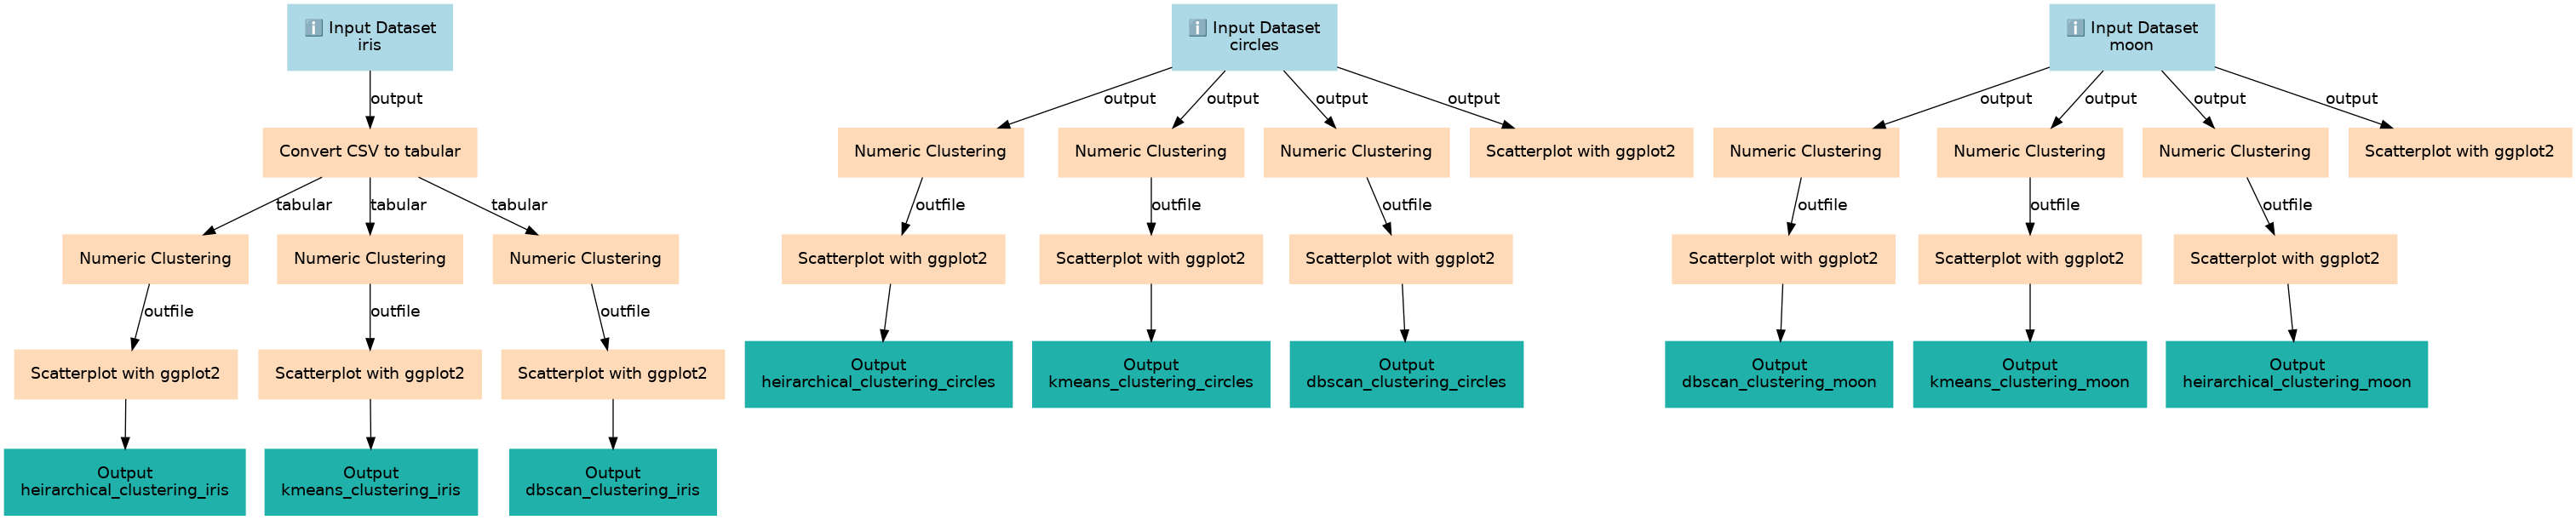 ℹ️ Input Dataset
iris
output
Convert CSV to tabular
tabular
tabular
tabular
Numeric Clustering
Numeric Clustering
Numeric Clustering
outfile
outfile
outfile
Scatterplot with ggplot2
Scatterplot with ggplot2
Scatterplot with ggplot2
Output
heirarchical_clustering_iris
Output
kmeans_clustering_iris
Output
dbscan_clustering_iris
ℹ️ Input Dataset
circles
output
output
output
output
Numeric Clustering
Numeric Clustering
Numeric Clustering
Scatterplot with ggplot2
outfile
outfile
outfile
Scatterplot with ggplot2
Scatterplot with ggplot2
Scatterplot with ggplot2
Output
heirarchical_clustering_circles
Output
kmeans_clustering_circles
Output
dbscan_clustering_circles
ℹ️ Input Dataset
moon
output
output
output
output
Numeric Clustering
Numeric Clustering
Numeric Clustering
Scatterplot with ggplot2
outfile
outfile
outfile
Scatterplot with ggplot2
Scatterplot with ggplot2
Scatterplot with ggplot2
Output
dbscan_clustering_moon
Output
kmeans_clustering_moon
Output
heirarchical_clustering_moon